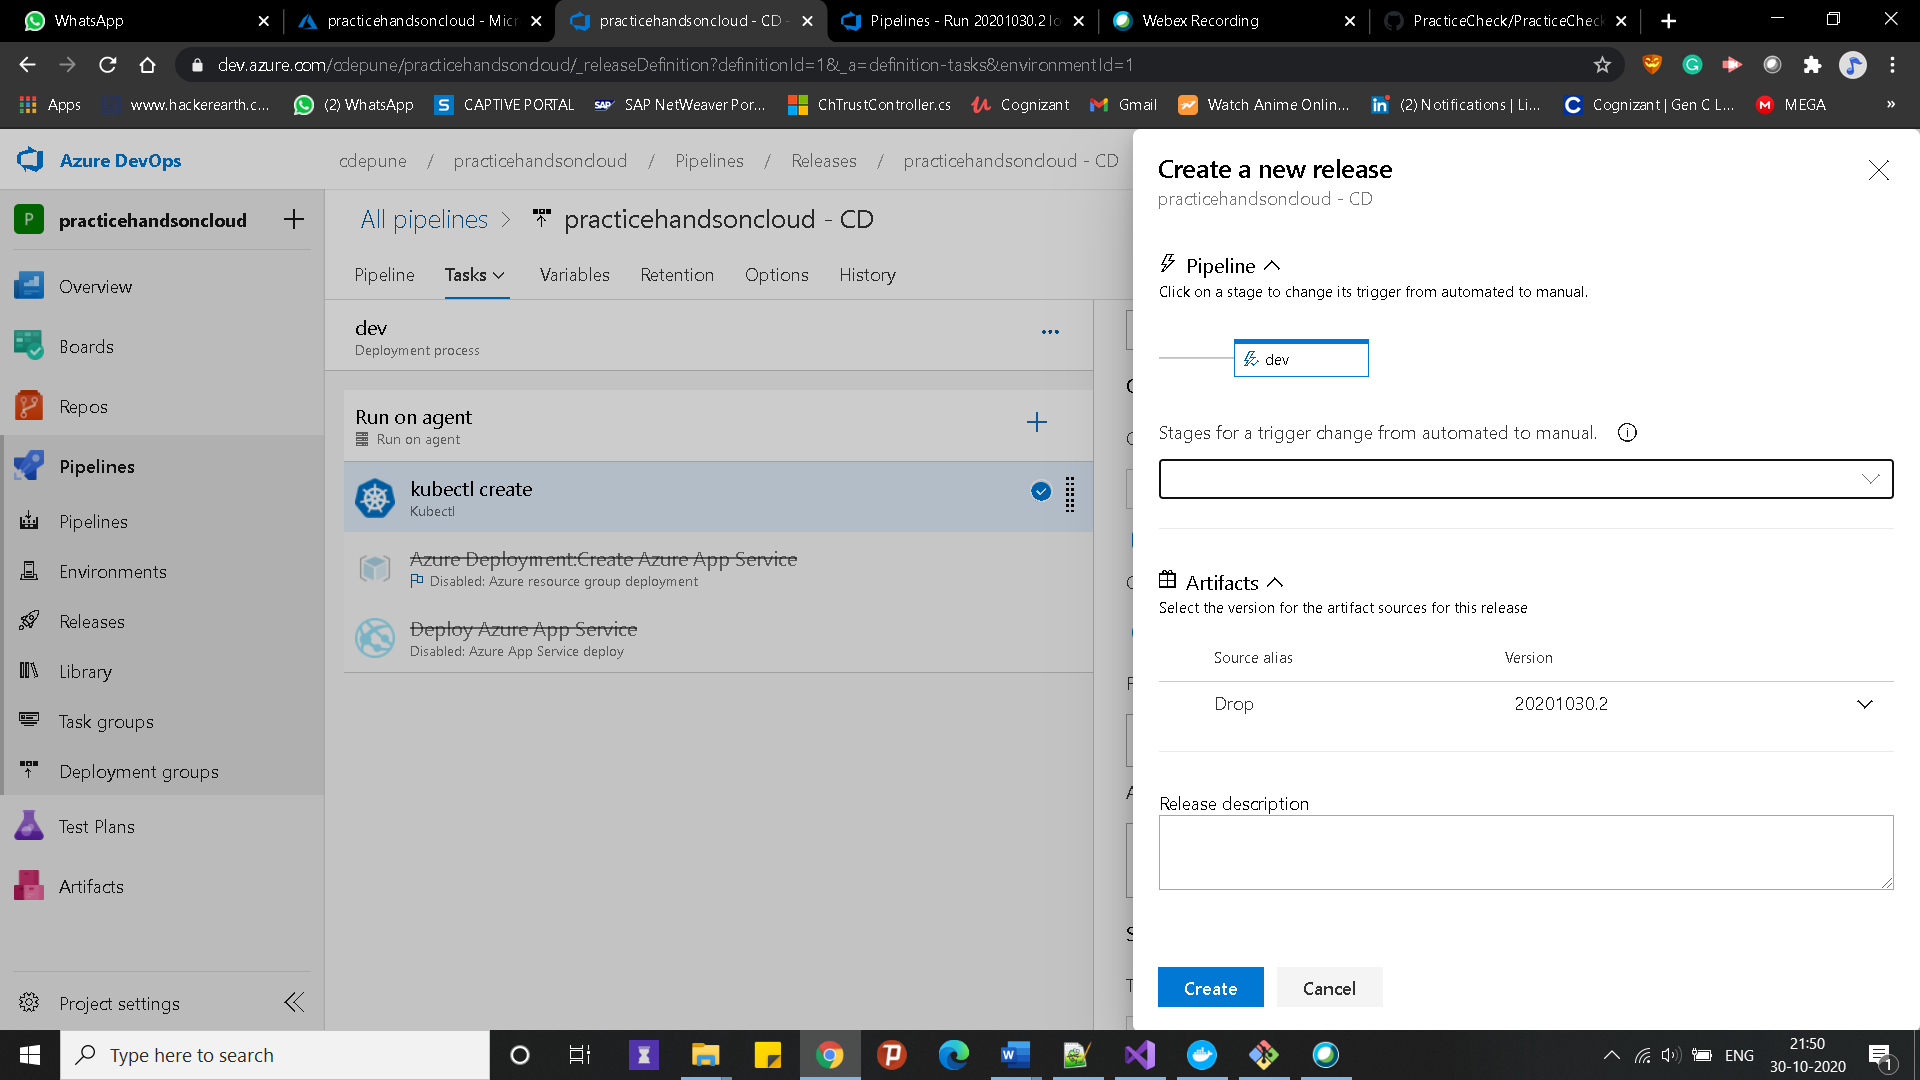 WhatsApp
practicehandsoncloud - Micr
practicehandsoncloud - CD -
Pipelines - Run 20201030.2 lo
Webex Recording
PracticeCheck/PracticeCheck
dev.azure.com/cdepune/practicehandsoncloud/_releaseDefinition?definitionId=1&_a=definition-tasks&environmentId=1
Apps
www.hackerearth.c...
(2) WhatsApp
CAPTIVE PORTAL
SAP NetWeaver Por...
ChTrustController.cs
Cognizant
Gmail
Watch Anime Onlin...
(2) Notifications | Li...
Cognizant | Gen C L...
MEGA
»
Azure DevOps
cdepune / practicehandsoncloud / Pipelines / Releases / practicehandsoncloud - CD
P practicehandsoncloud
Overview
Boards
Repos
Pipelines
Pipelines
Environments
Releases
Library
Task groups
Deployment groups
Test Plans
Artifacts
Project settings
All pipelines > practicehandsoncloud - CD
Pipeline Tasks Variables Retention Options History
dev
Deployment process
Run on agent
Run on agent
kubectl create
Kubectl
Azure Deployment:Create Azure App Service
Disabled: Azure resource group deployment
Deploy Azure App Service
Disabled: Azure App Service deploy
Create a new release
practicehandsoncloud - CD
Pipeline
Click on a stage to change its trigger from automated to manual.
dev
Stages for a trigger change from automated to manual.
Artifacts
Select the version for the artifact sources for this release
Source alias Version
Drop 20201030.2
Release description
Create Cancel
Type here to search
ENG
21:50
30-10-2020
1